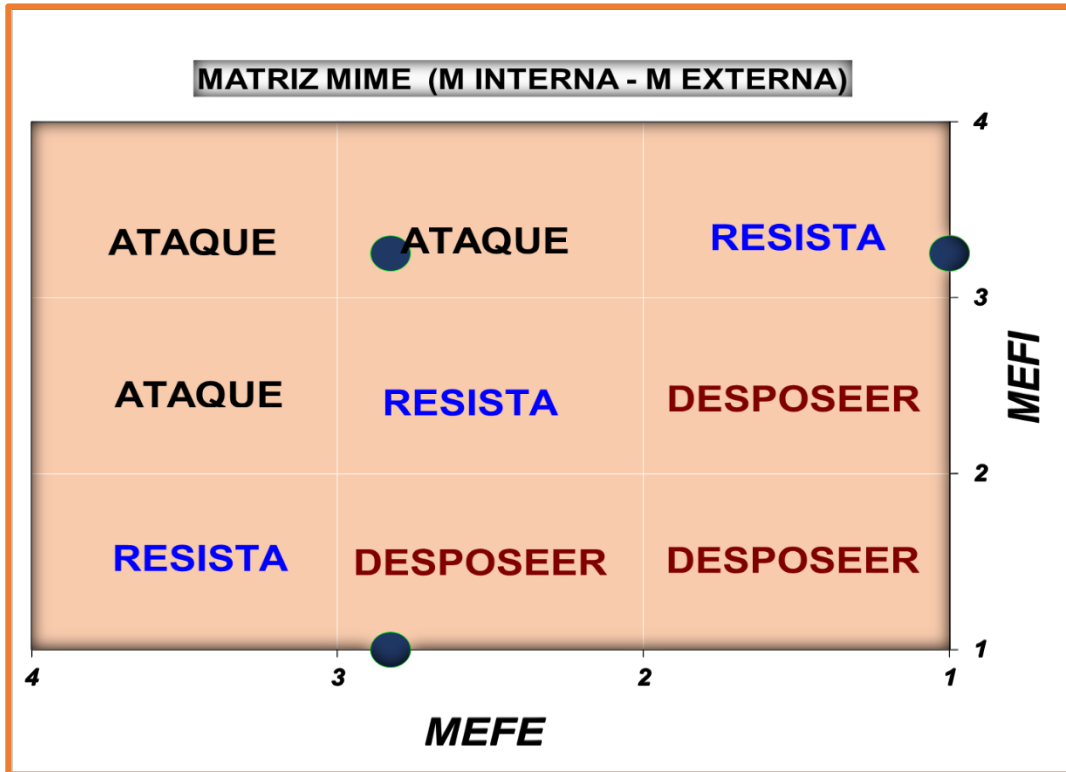 MATRIZ MIME (M INTERNA - M EXTERNA)
4
ATAQUE ATAQUE RESISTA
3
MEFI
ATAQUE RESISTA DESPOSEER
2
RESISTA DESPOSEER DESPOSEER
1
4 3 2 1
MEFE